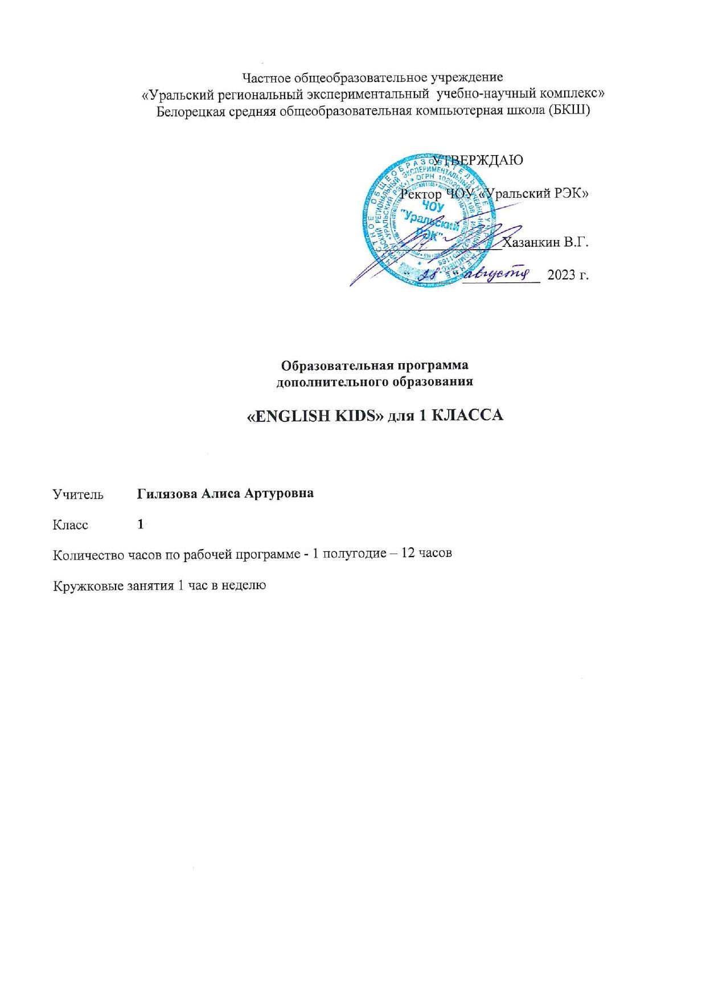 Частное общеобразовательное учреждение
«Уральский региональный экспериментальный учебно-научный комплекс»
Белорецкая средняя общеобразовательная компьютерная школа (БКШ)
УТВЕРЖДАЮ
Ректор ЧОУ «Уральский РЭК»
ЧОУ
"Уральский
РЭК"
Хазанкин В.Г.
" 28 " августа 2023 г.
Образовательная программа
дополнительного образования
«ENGLISH KIDS» для 1 КЛАССА
Учитель Гилязова Алиса Артуровна
Класс 1
Количество часов по рабочей программе - 1 полугодие – 12 часов
Кружковые занятия 1 час в неделю